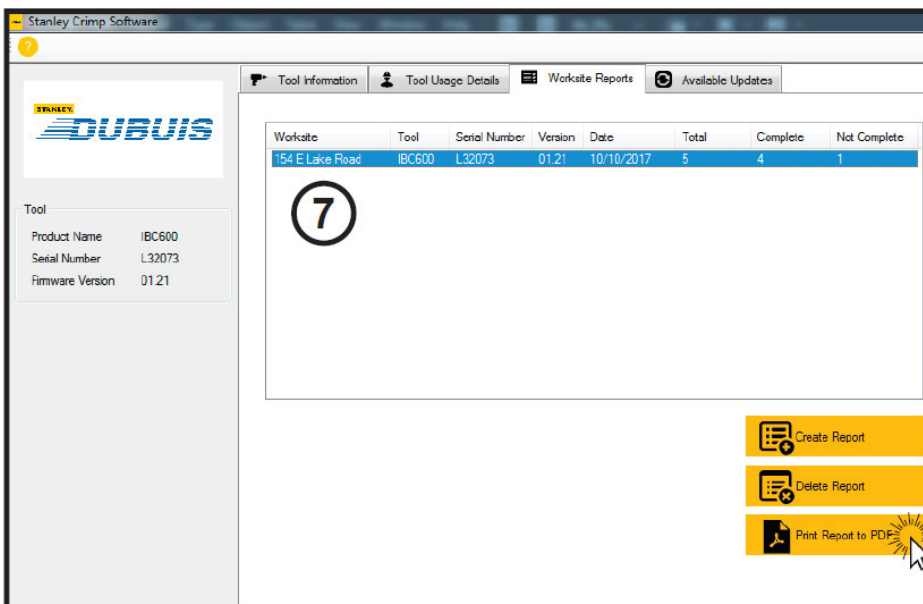 Stanley Crimp Software
?
Tool Information
Tool Usage Details
Worksite Reports
Available Updates
STANLEY.
DUBUIS
Worksite Tool Serial Number Version Date Total Complete Not Complete
154 E Lake Road IBC600 L32073 01.21 10/10/2017 5 4 1
7
Tool
Product Name IBC600
Serial Number L32073
Firmware Version 01.21
Create Report
Delete Report
Print Report to PDF